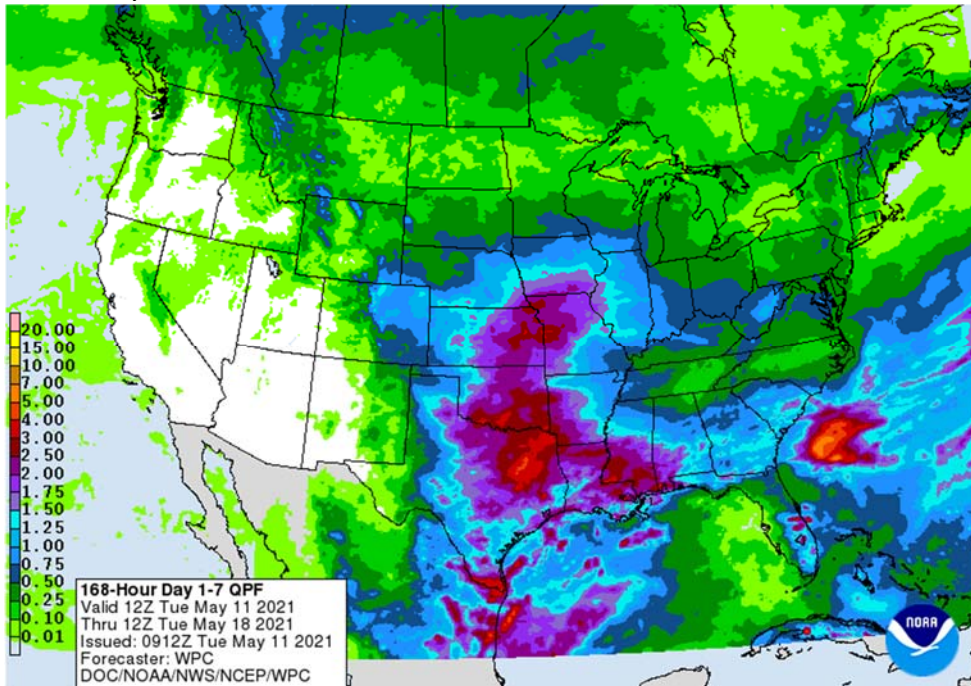 20.00
15.00
10.00
7.00
5.00
4.00
3.00
2.50
2.00
1.75
1.50
1.25
1.00
0.75
0.50
0.25
0.10
0.01
168-Hour Day 1-7 QPF
Valid 12Z Tue May 11 2021
Thru 12Z Tue May 18 2021
Issued: 0912Z Tue May 11 2021
Forecaster: WPC
DOC/NOAA/NWS/NCEP/WPC
NOAA